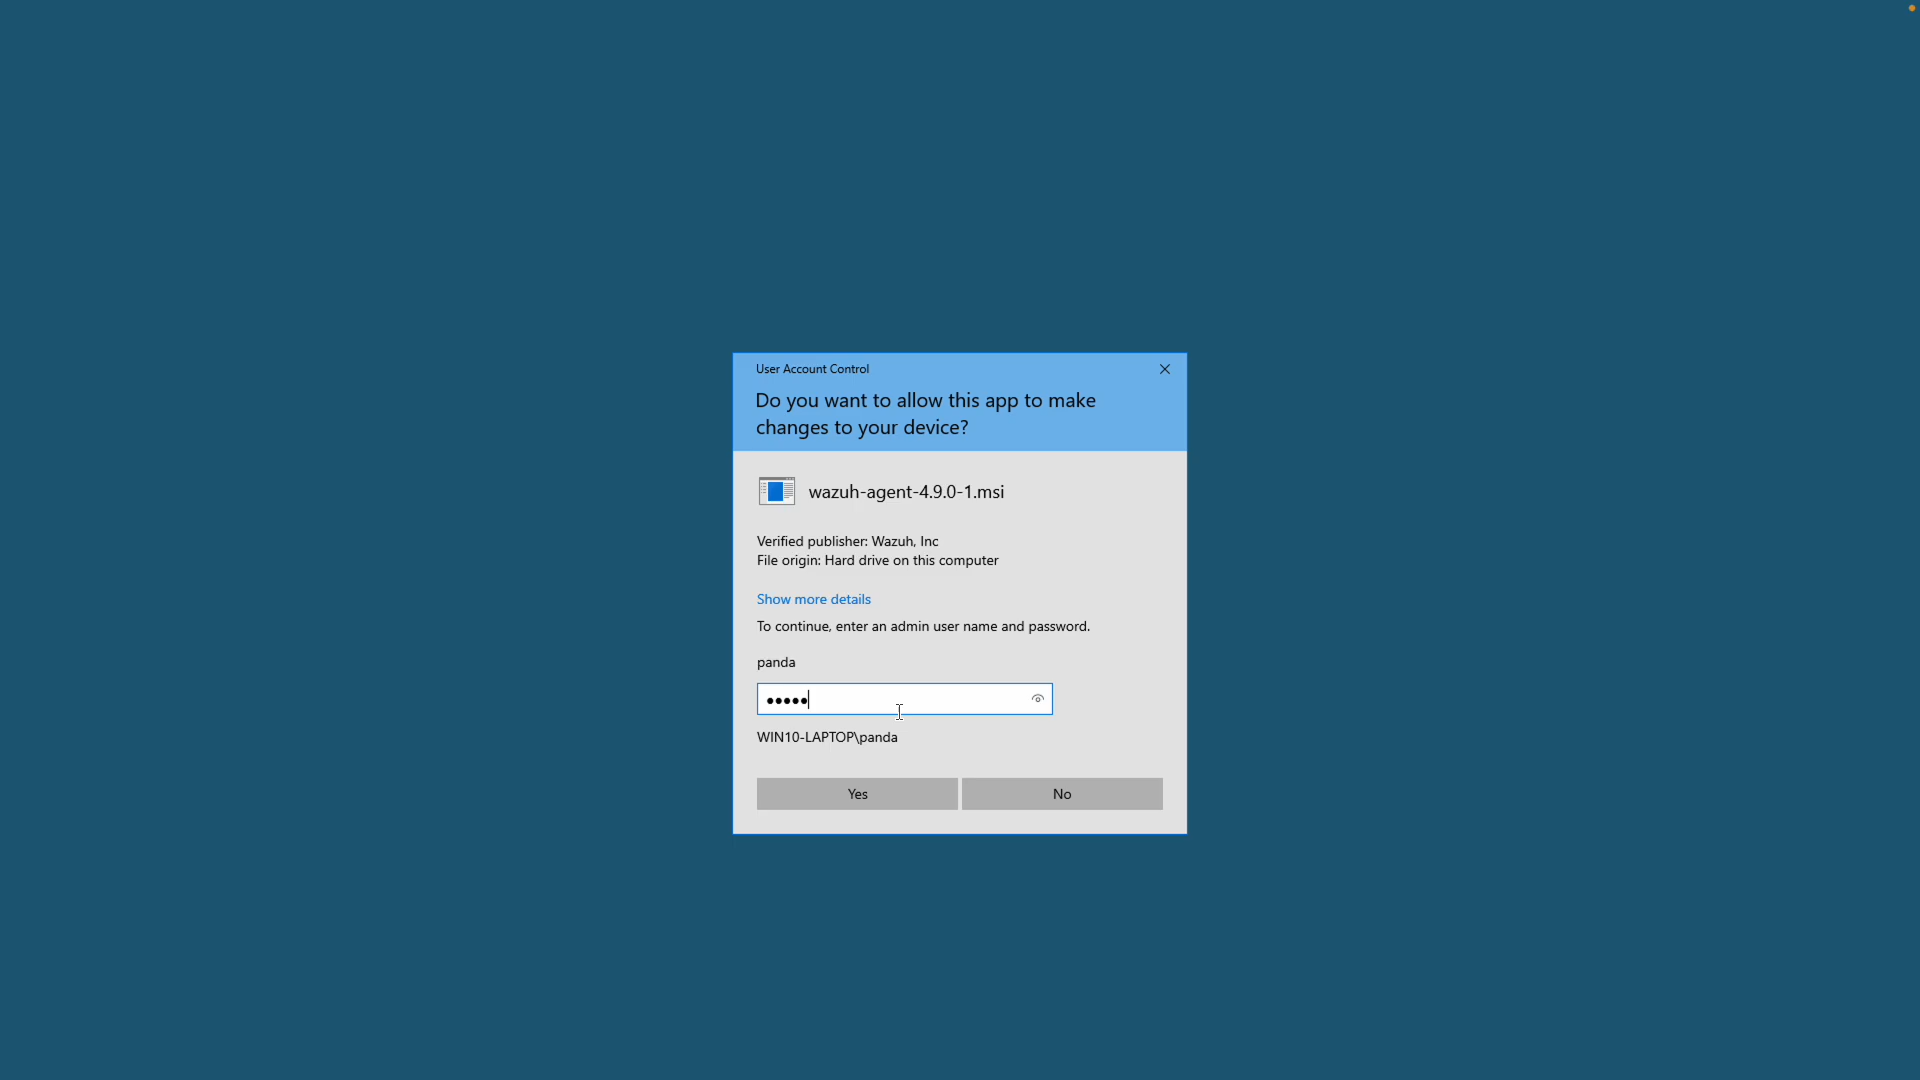 User Account Control
Do you want to allow this app to make
changes to your device?
wazuh-agent-4.9.0-1.msi
Verified publisher: Wazuh, Inc
File origin: Hard drive on this computer
Show more details
To continue, enter an admin user name and password.
panda
●●●●●
WIN10-LAPTOP\panda
Yes
No